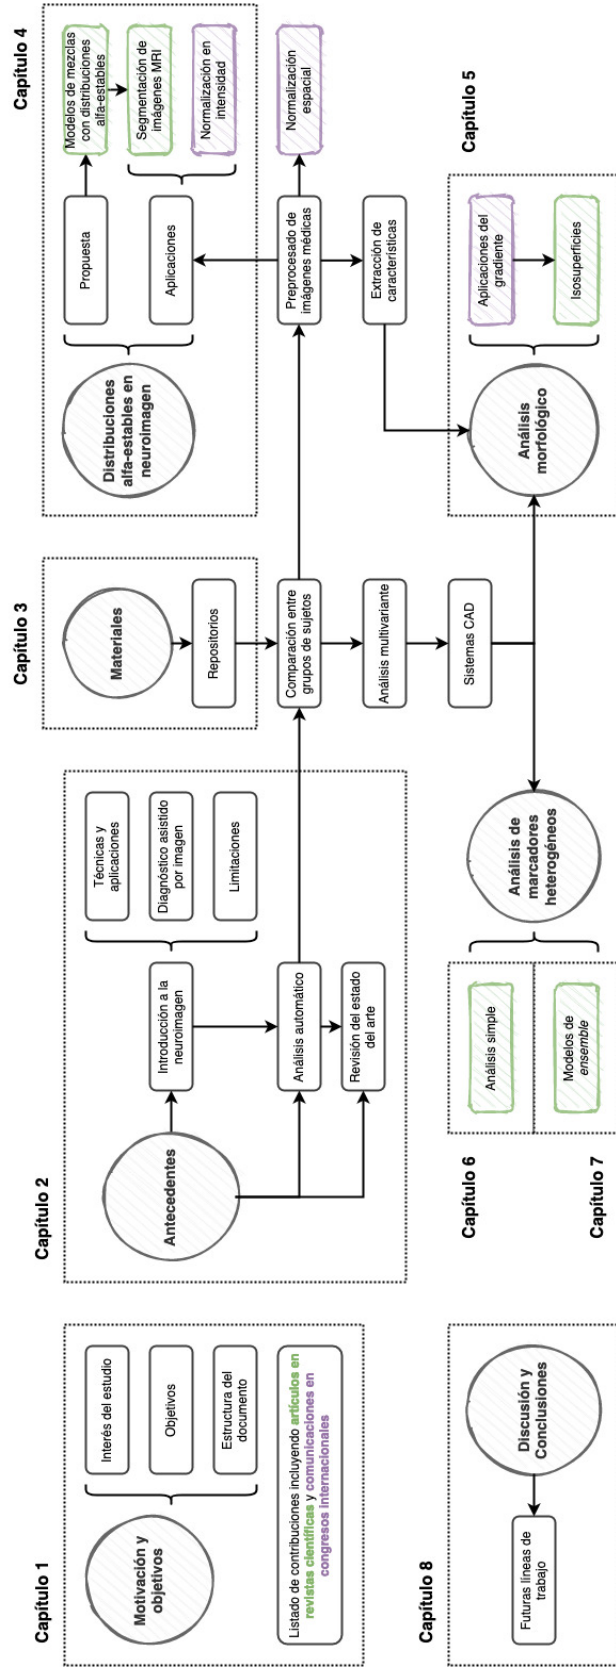 Capítulo 1
Motivación y
objetivos
Interés del estudio
Objetivos
Estructura del
documento
Listado de contribuciones incluyendo artículos en
revistas científicas y comunicaciones en
congresos internacionales
Capítulo 2
Antecedentes
Introducción a la
neuroimagen
Técnicas y
aplicaciones
Diagnóstico asistido
por imagen
Limitaciones
Análisis automático
Revisión del estado
del arte
Capítulo 3
Materiales
Repositorios
Comparación entre
grupos de sujetos
Análisis multivariante
Sistemas CAD
Capítulo 4
Distribuciones
alfa-estables en
neuroimagen
Propuesta
Aplicaciones
Modelos de mezclas
con distribuciones
alfa-estables
Segmentación de
imágenes MRI
Normalización en
intensidad
Preprocesado de
imágenes médicas
Normalización
espacial
Extracción de
características
Capítulo 5
Análisis
morfológico
Aplicaciones del
gradiente
Isosuperficies
Capítulo 6
Análisis simple
Capítulo 7
Modelos de
ensemble
Análisis de
marcadores
heterogéneos
Capítulo 8
Discusión y
Conclusiones
Futuras líneas de
trabajo